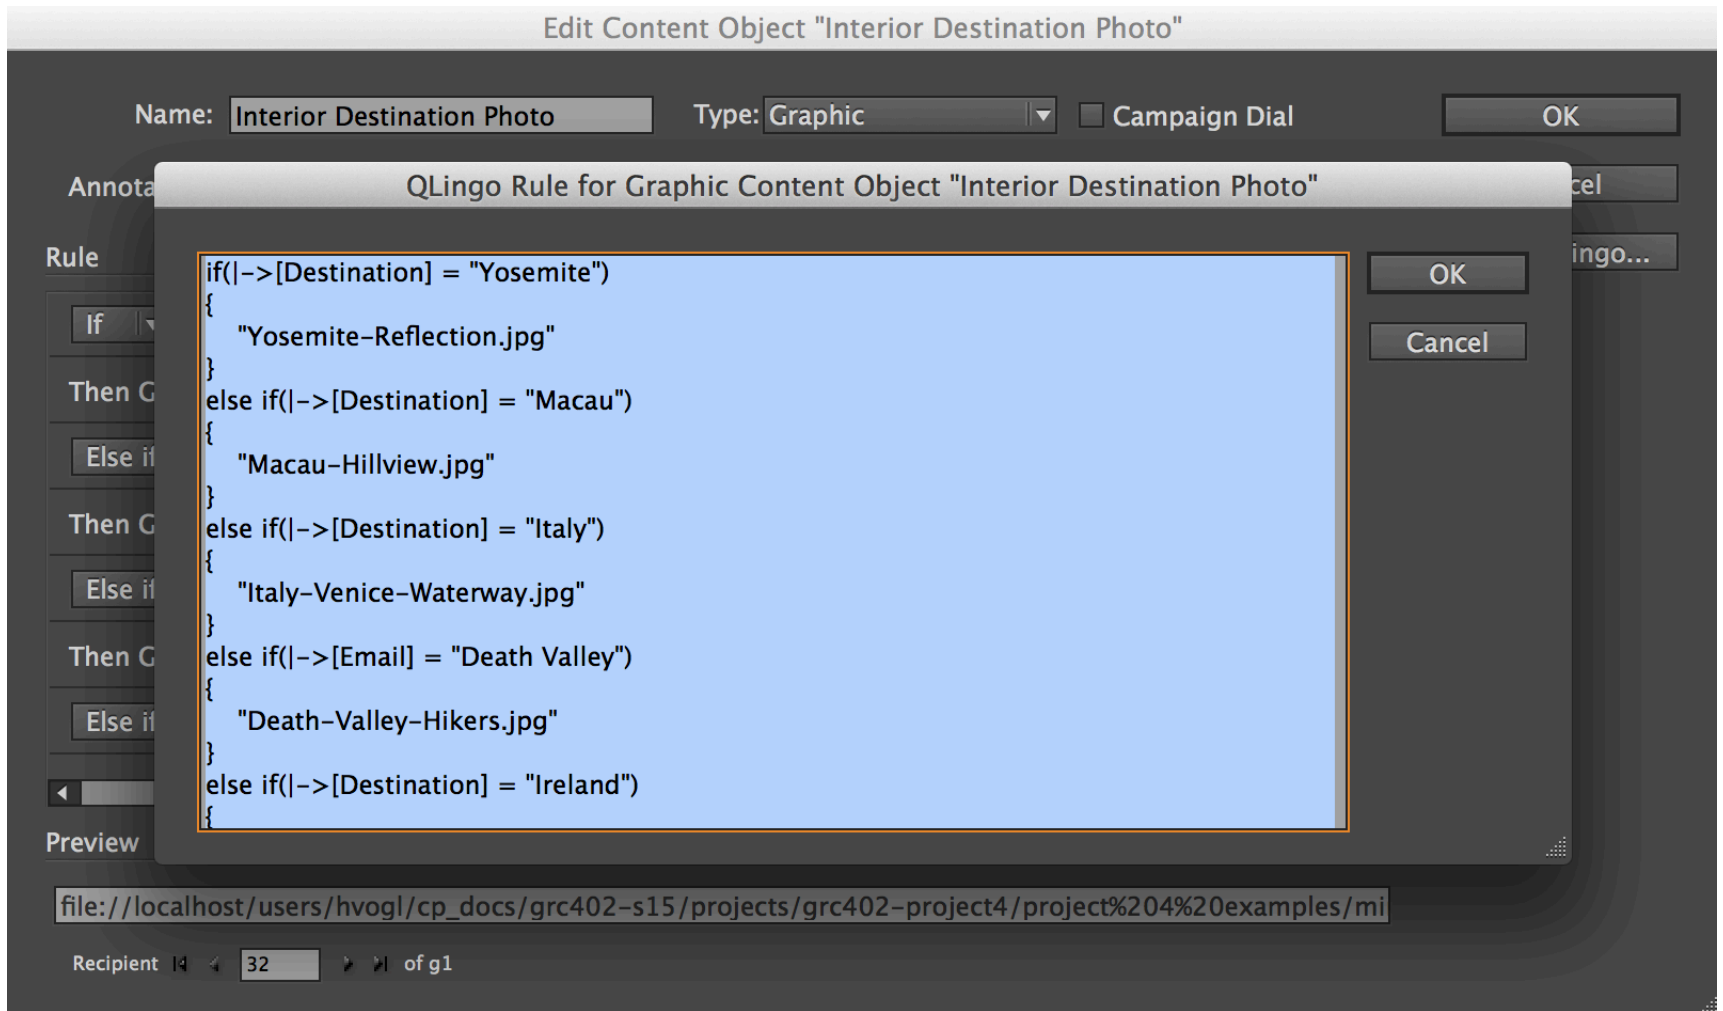 Edit Content Object "Interior Destination Photo"
Name: Interior Destination Photo Type: Graphic Campaign Dial OK
Annota
QLingo Rule for Graphic Content Object "Interior Destination Photo"
cel
Rule
ingo...
if(|->[Destination] = "Yosemite")
OK
{
If
"Yosemite-Reflection.jpg"
Cancel
}
Then G
else if(|->[Destination] = "Macau")
{
Else if
"Macau-Hillview.jpg"
}
Then G
else if(|->[Destination] = "Italy")
{
Else if
"Italy-Venice-Waterway.jpg"
}
Then G
else if(|->[Email] = "Death Valley")
{
Else if
"Death-Valley-Hikers.jpg"
}
else if(|->[Destination] = "Ireland")
{
Preview
file://localhost/users/hvogl/cp_docs/grc402-s15/projects/grc402-project4/project%204%20examples/mi
Recipient 32 of g1